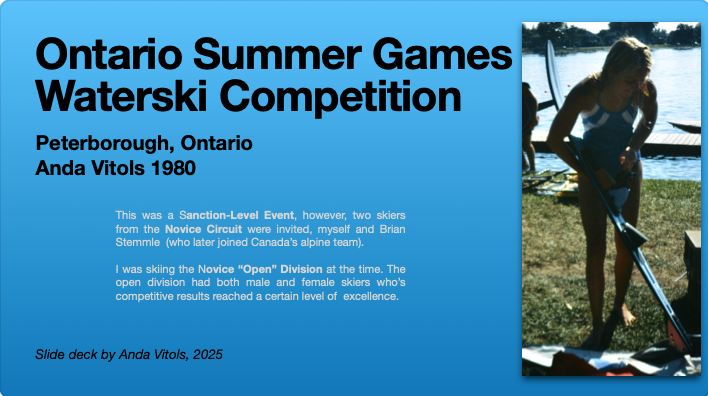 Ontario Summer Games
Waterski Competition
Peterborough, Ontario
Anda Vitols 1980
This was a Sanction-Level Event, however, two skiers
from the Novice Circuit were invited, myself and Brian
Stemmle (who later joined Canada's alpine team).
I was skiing the Novice “Open” Division at the time. The
open division had both male and female skiers who's
competitive results reached a certain level of excellence.
Slide deck by Anda Vitols, 2025